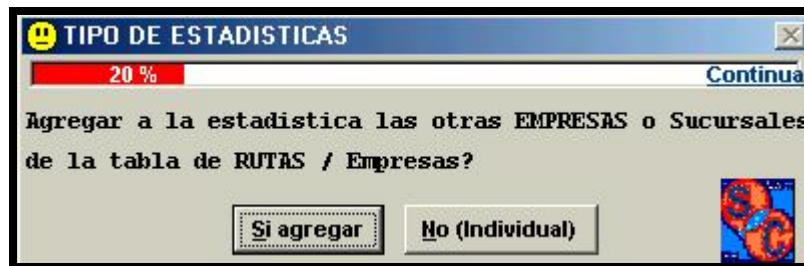 TIPO DE ESTADISTICAS
20 %
Continua
Agregar a la estadistica las otras EMPRESAS o Sucursales
de la tabla de RUTAS / Empresas?
Si agregar
No (Individual)
SC